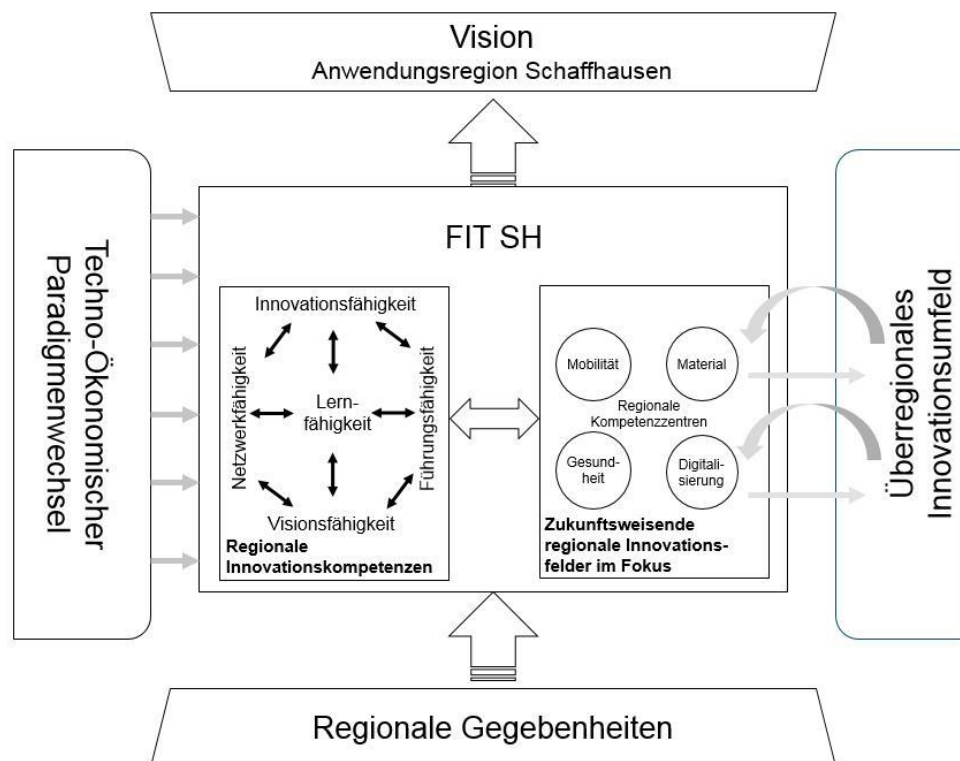 Vision
Anwendungsregion Schaffhausen
Techno-Ökonomischer
Paradigmenwechsel
FIT SH
Innovationsfähigkeit
Netzwerkfähigkeit
Lern-
fähigkeit
Führungsfähigkeit
Visionsfähigkeit
Regionale
Innovationskompetenzen
Mobilität
Material
Regionale
Kompetenzzentren
Gesund-
heit
Digitali-
sierung
Zukunftsweisende
regionale Innovations-
felder im Fokus
Überregionales
Innovationsumfeld
Regionale Gegebenheiten